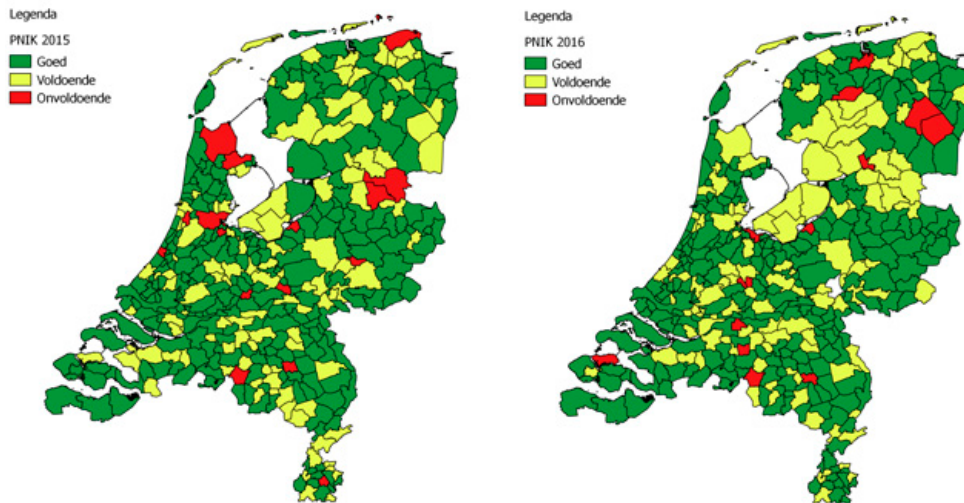 Legenda
PNIK 2015
Goed
Voldoende
Onvoldoende
Legenda
PNIK 2016
Goed
Voldoende
Onvoldoende